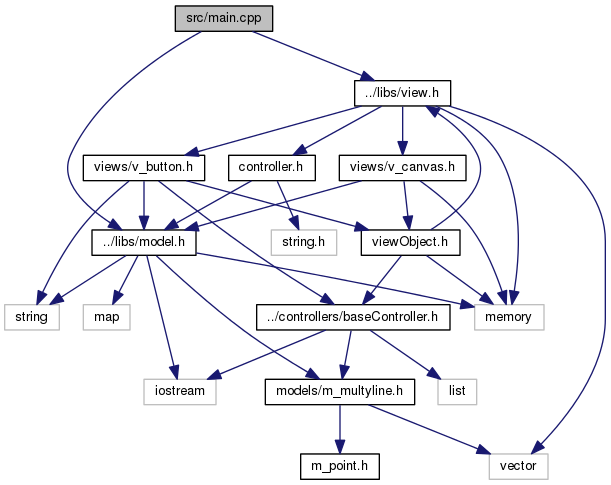 src/main.cpp
../libs/view.h
views/v_button.h
controller.h
views/v_canvas.h
../libs/model.h
string.h
viewObject.h
string
map
../controllers/baseController.h
memory
iostream
models/m_multyline.h
list
m_point.h
vector